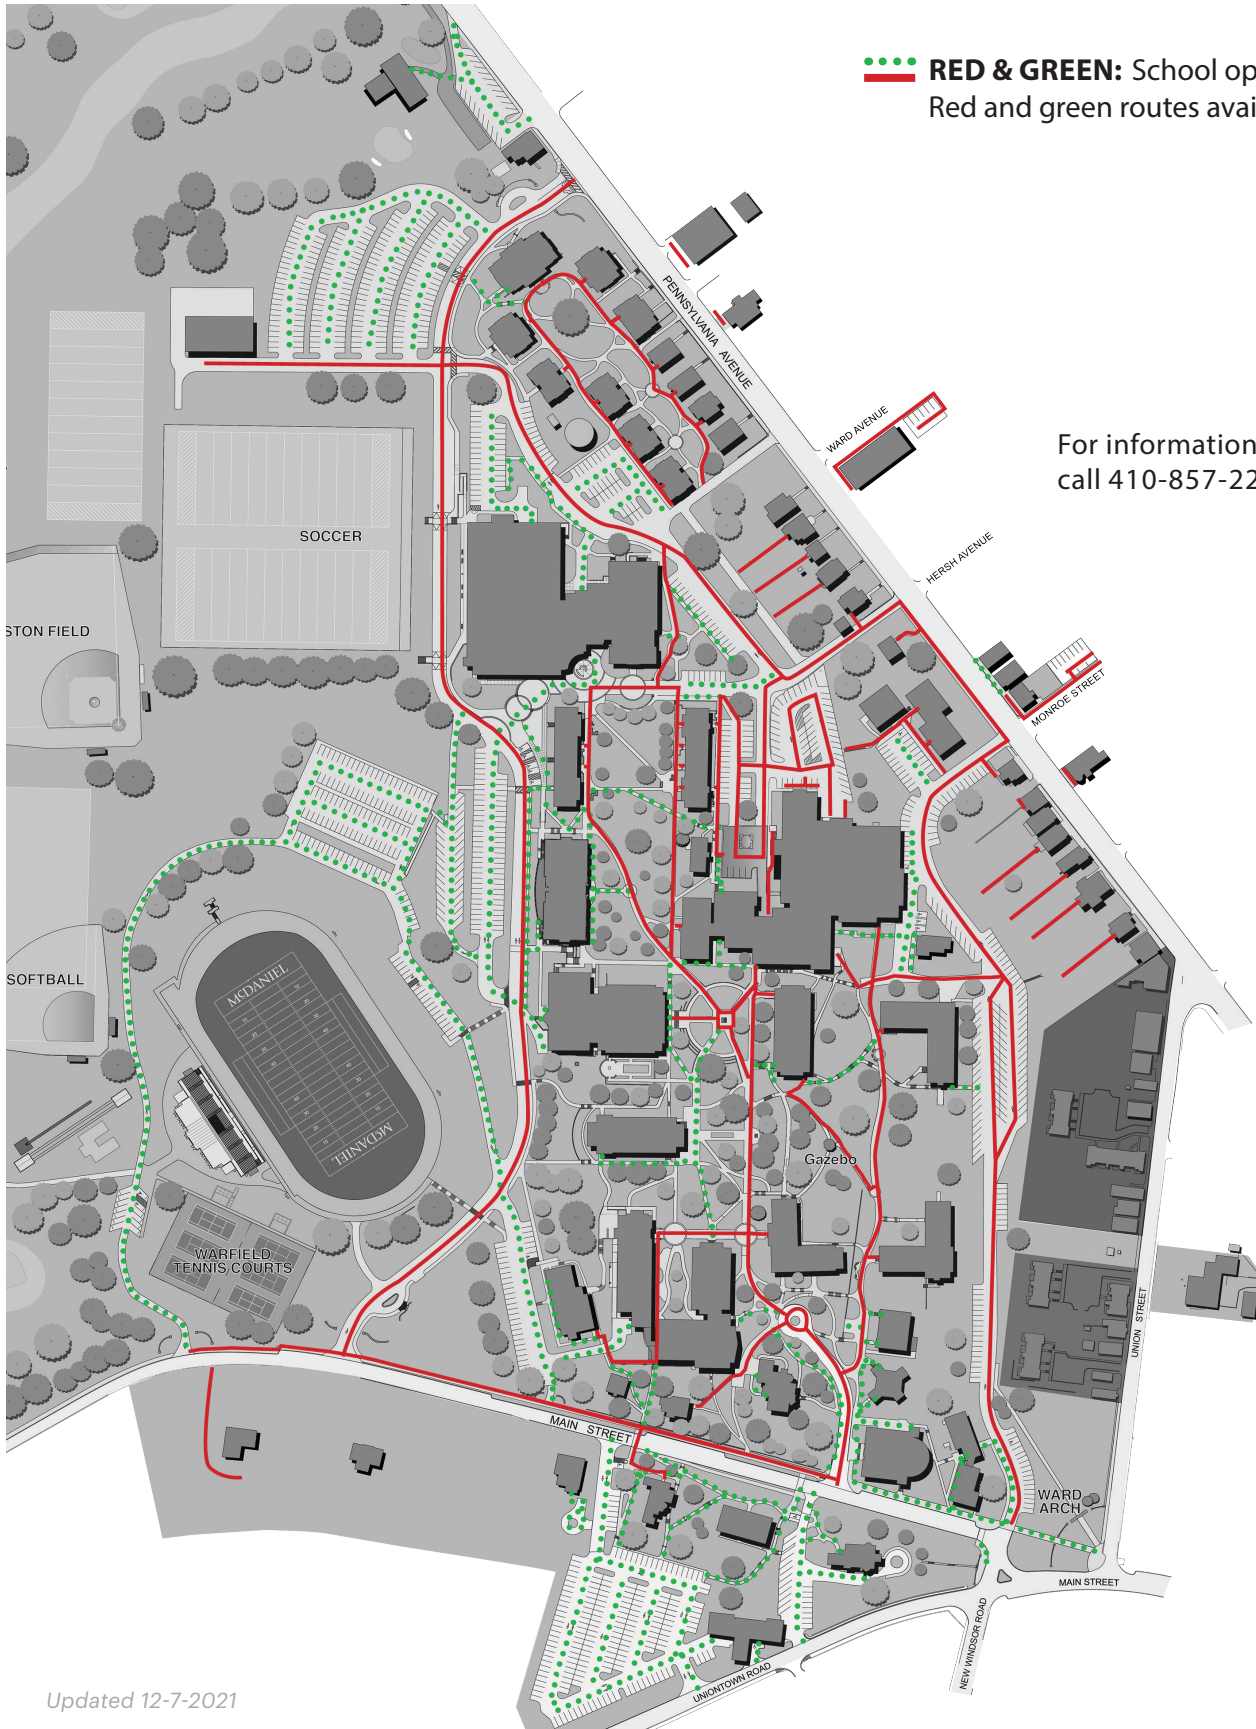 RED & GREEN: School op
Red and green routes avai
PENNSYLVANIA AVENUE
WARD AVENUE
For information
call 410-857-22
SOCCER
HERSH AVENUE
STON FIELD
MONROE STREET
SOFTBALL
McDANIEL
McDANIEL
Gazebo
WARFIELD
TENNIS COURTS
UNION STREET
MAIN STREET
WARD
ARCH
MAIN STREET
NEW WINDSOR ROAD
UNIONTOWN ROAD
Updated 12-7-2021